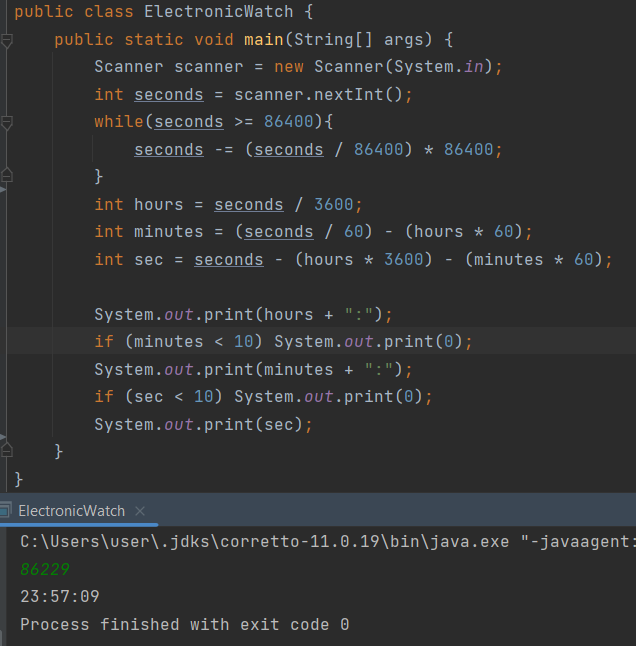 public class ElectronicWatch {
    public static void main(String[] args) {
        Scanner scanner = new Scanner(System.in);
        int seconds = scanner.nextInt();
        while(seconds >= 86400){
            seconds -= (seconds / 86400) * 86400;
        }
        int hours = seconds / 3600;
        int minutes = (seconds / 60) - (hours * 60);
        int sec = seconds - (hours * 3600) - (minutes * 60);

        System.out.print(hours + ":");
        if (minutes < 10) System.out.print(0);
        System.out.print(minutes + ":");
        if (sec < 10) System.out.print(0);
        System.out.print(sec);
    }
}
ElectronicWatch ×
C:\Users\user\.jdks\corretto-11.0.19\bin\java.exe "-javaagent:
86229
23:57:09
Process finished with exit code 0